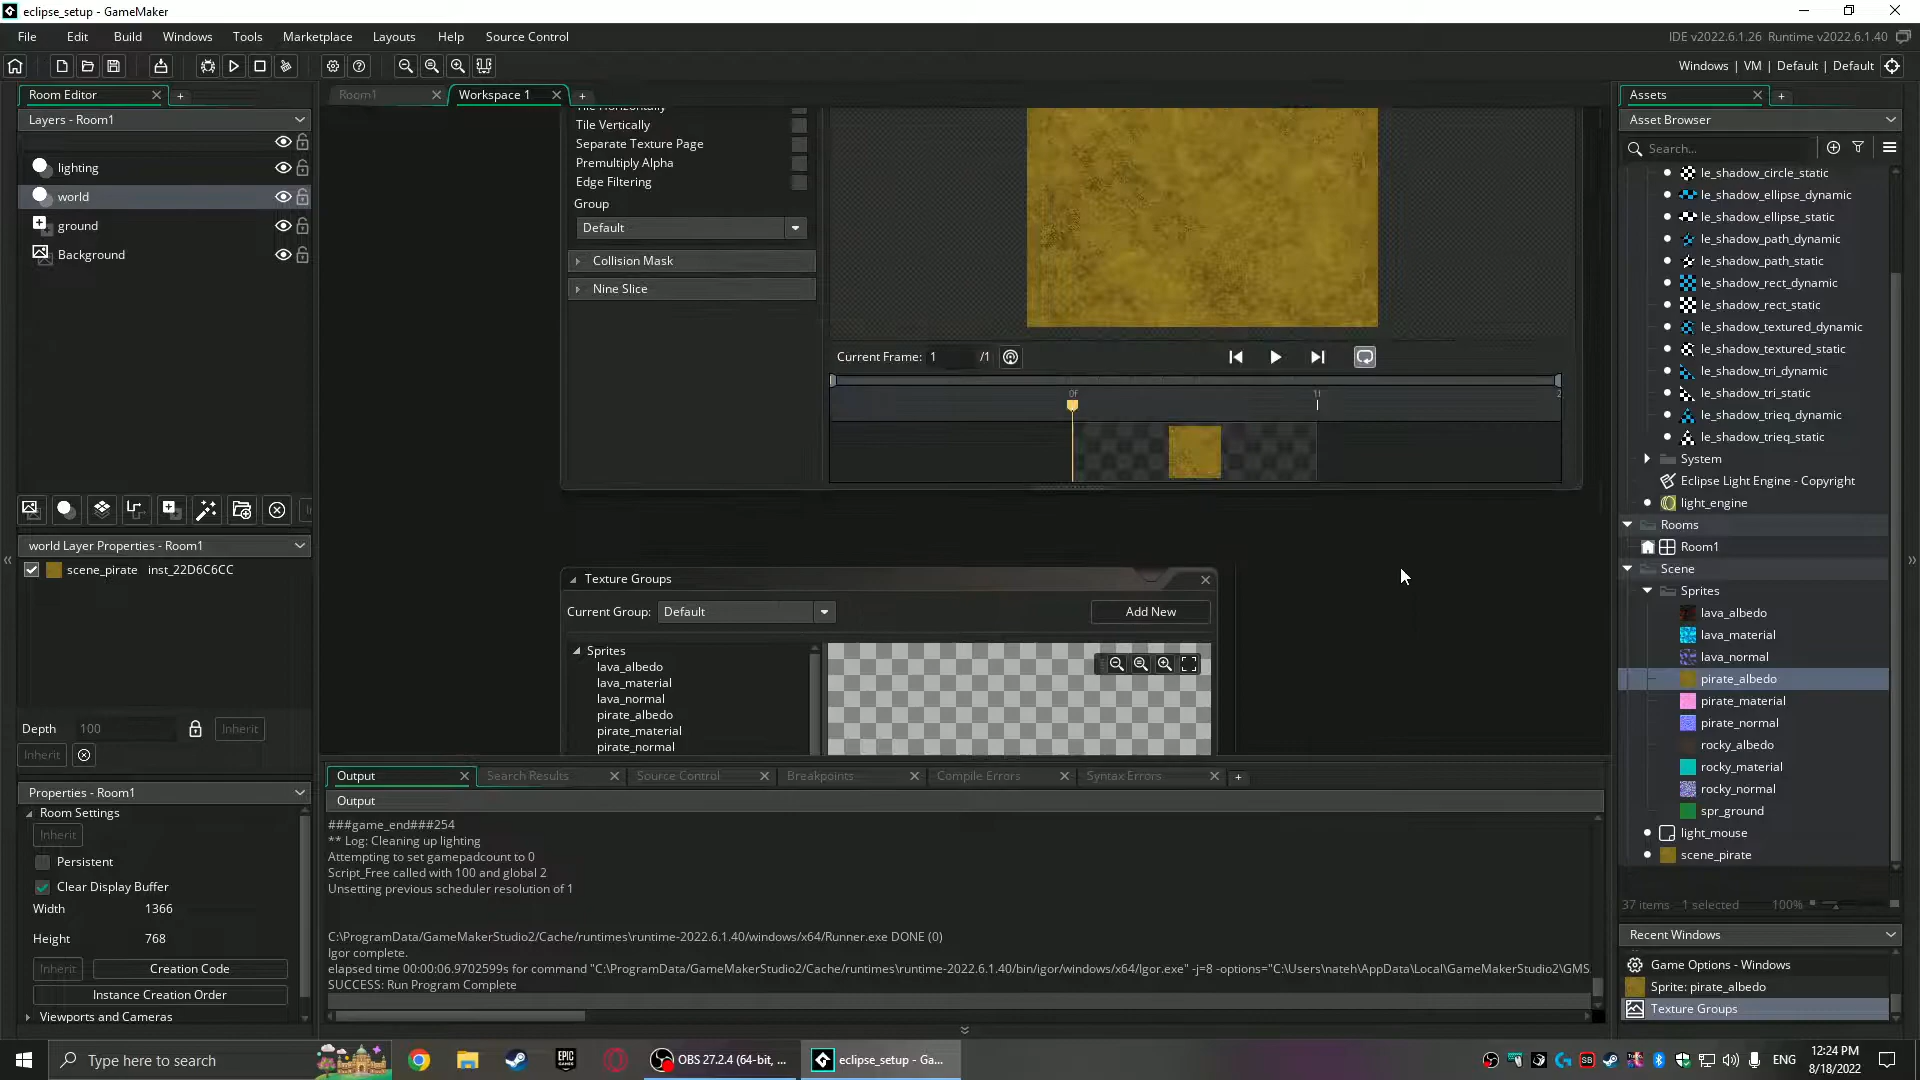 eclipse_setup - GameMaker
File Edit Build Windows Tools Marketplace Layouts Help Source Control
IDE v2022.6.1.26 Runtime v2022.6.1.40
Windows | VM | Default | Default
Room Editor
Layers - Room1
lighting
world
ground
Background
world Layer Properties - Room1
scene_pirate inst_22D6C6CC
Depth 100 Inherit
Inherit
Properties - Room1
Room Settings
Inherit
Persistent
Clear Display Buffer
Width 1366
Height 768
Inherit Creation Code
Instance Creation Order
Viewports and Cameras
Room1 Workspace 1
Tile Horizontally
Tile Vertically
Separate Texture Page
Premultiply Alpha
Edge Filtering
Group
Default
Collision Mask
Nine Slice
Current Frame: 1 /1
0f 1f 2
Texture Groups
Current Group: Default Add New
Sprites
lava_albedo
lava_material
lava_normal
pirate_albedo
pirate_material
pirate_normal
Output Search Results Source Control Breakpoints Compile Errors Syntax Errors
Output
###game_end###254
** Log: Cleaning up lighting
Attempting to set gamepadcount to 0
Script_Free called with 100 and global 2
Unsetting previous scheduler resolution of 1
C:\ProgramData/GameMakerStudio2/Cache/runtimes\runtime-2022.6.1.40/windows/x64/Runner.exe DONE (0)
Igor complete.
elapsed time 00:00:06.9702599s for command "C:\ProgramData/GameMakerStudio2/Cache/runtimes\runtime-2022.6.1.40/bin/igor/windows/x64/Igor.exe" -j=8 -options="C:\Users\nateh\AppData\Local\GameMakerStudio2\GMS
SUCCESS: Run Program Complete
Assets
Asset Browser
Search...
le_shadow_circle_static
le_shadow_ellipse_dynamic
le_shadow_ellipse_static
le_shadow_path_dynamic
le_shadow_path_static
le_shadow_rect_dynamic
le_shadow_rect_static
le_shadow_textured_dynamic
le_shadow_textured_static
le_shadow_tri_dynamic
le_shadow_tri_static
le_shadow_trieq_dynamic
le_shadow_trieq_static
System
Eclipse Light Engine - Copyright
light_engine
Rooms
Room1
Scene
Sprites
lava_albedo
lava_material
lava_normal
pirate_albedo
pirate_material
pirate_normal
rocky_albedo
rocky_material
rocky_normal
spr_ground
light_mouse
scene_pirate
37 items 1 selected 100%
Recent Windows
Game Options - Windows
Sprite: pirate_albedo
Texture Groups
Type here to search
EPIC
GAMES
OBS 27.2.4 (64-bit, ...
eclipse_setup - Ga...
SB
ENG
12:24 PM
8/18/2022